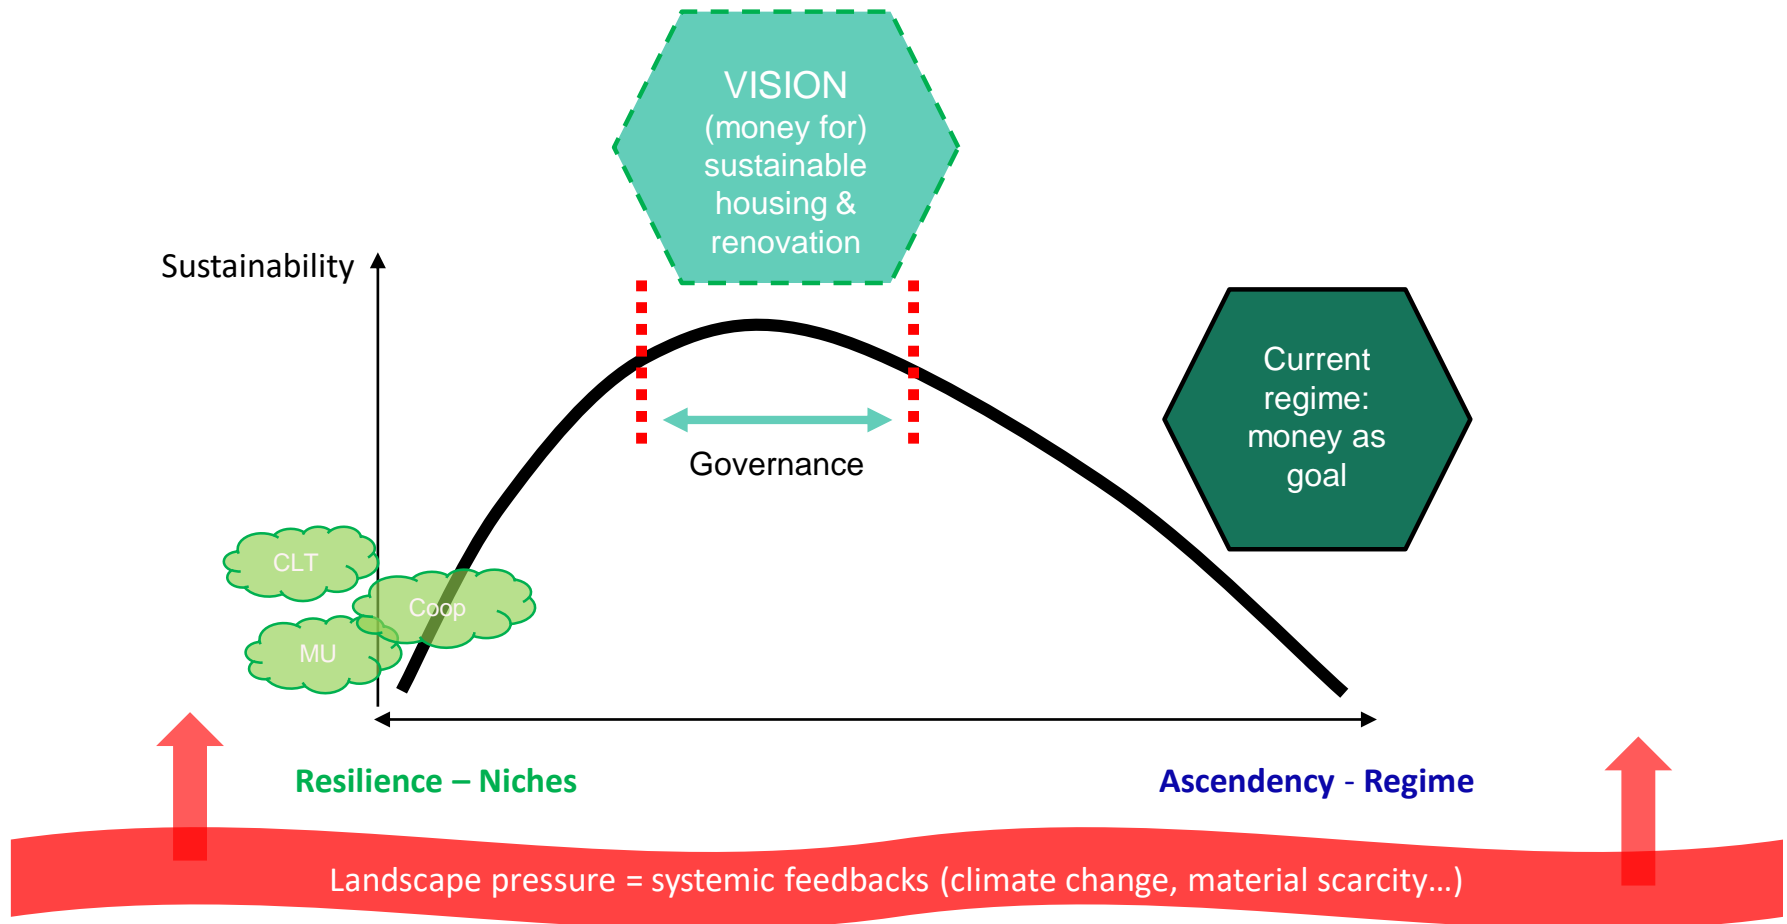 VISION
(money for)
sustainable
housing &
renovation
Sustainability
Current
regime:
money as
goal
Governance
CLT
Coop
MU
Resilience – Niches
Ascendency - Regime
Landscape pressure = systemic feedbacks (climate change, material scarcity…)